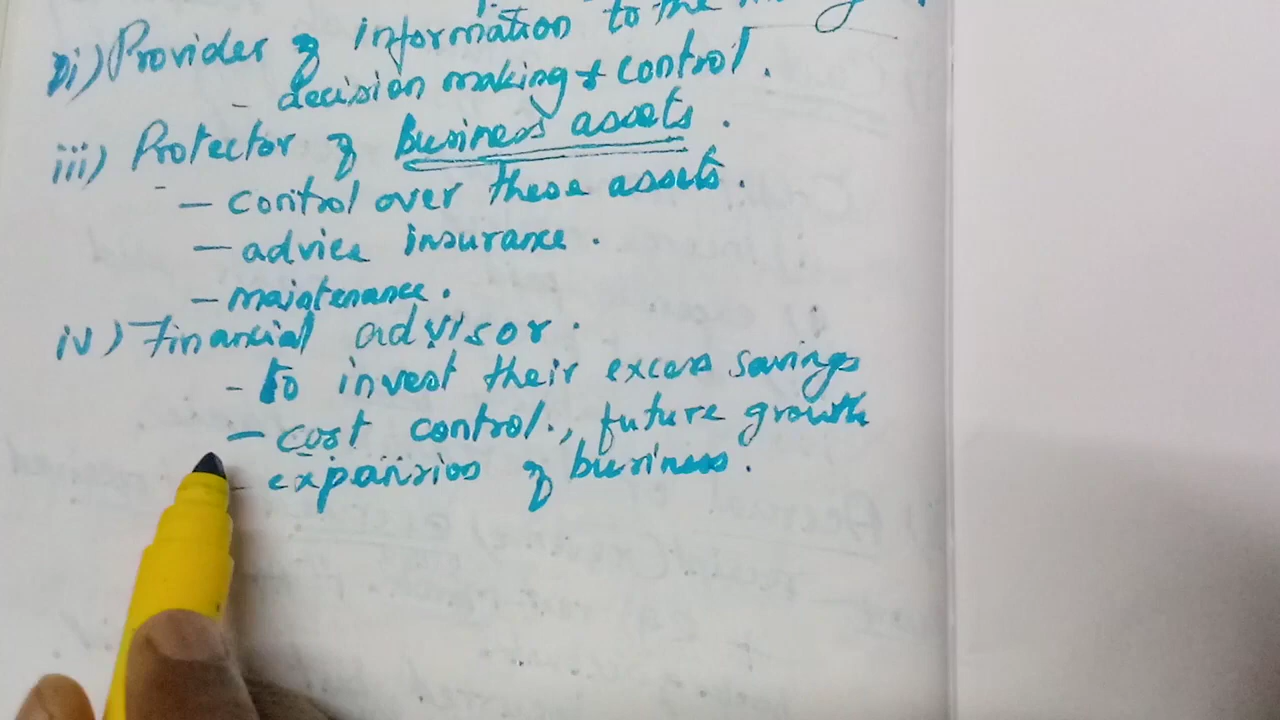 ii) Provider of information to the
- decision making & control.
iii) Protector of business assets.
- control over these assets.
- advice insurance.
- maintenance.
iv) Financial advisor.
- to invest their excess savings
- cost control., future growth
- expansion of business.